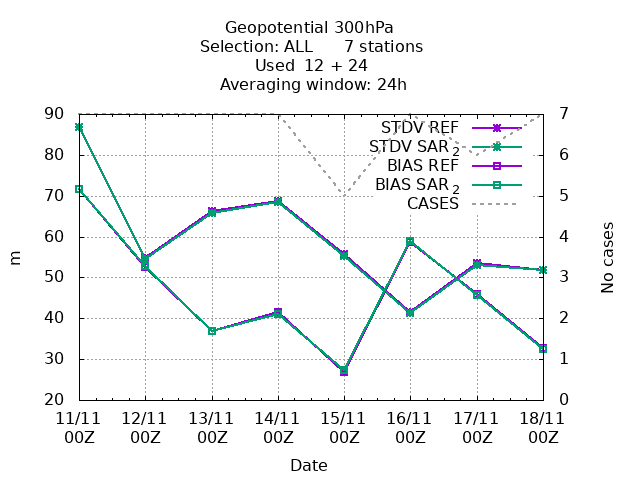 Geopotential 300hPa
Selection: ALL      7 stations
Used  12 + 24
Averaging window: 24h
STDV REF
STDV SAR 2
BIAS REF
BIAS SAR 2
CASES
90
80
70
60
50
40
30
20
m
7
6
5
4
3
2
1
0
No cases
11/11 12/11 13/11 14/11 15/11 16/11 17/11 18/11
00Z 00Z 00Z 00Z 00Z 00Z 00Z 00Z
Date